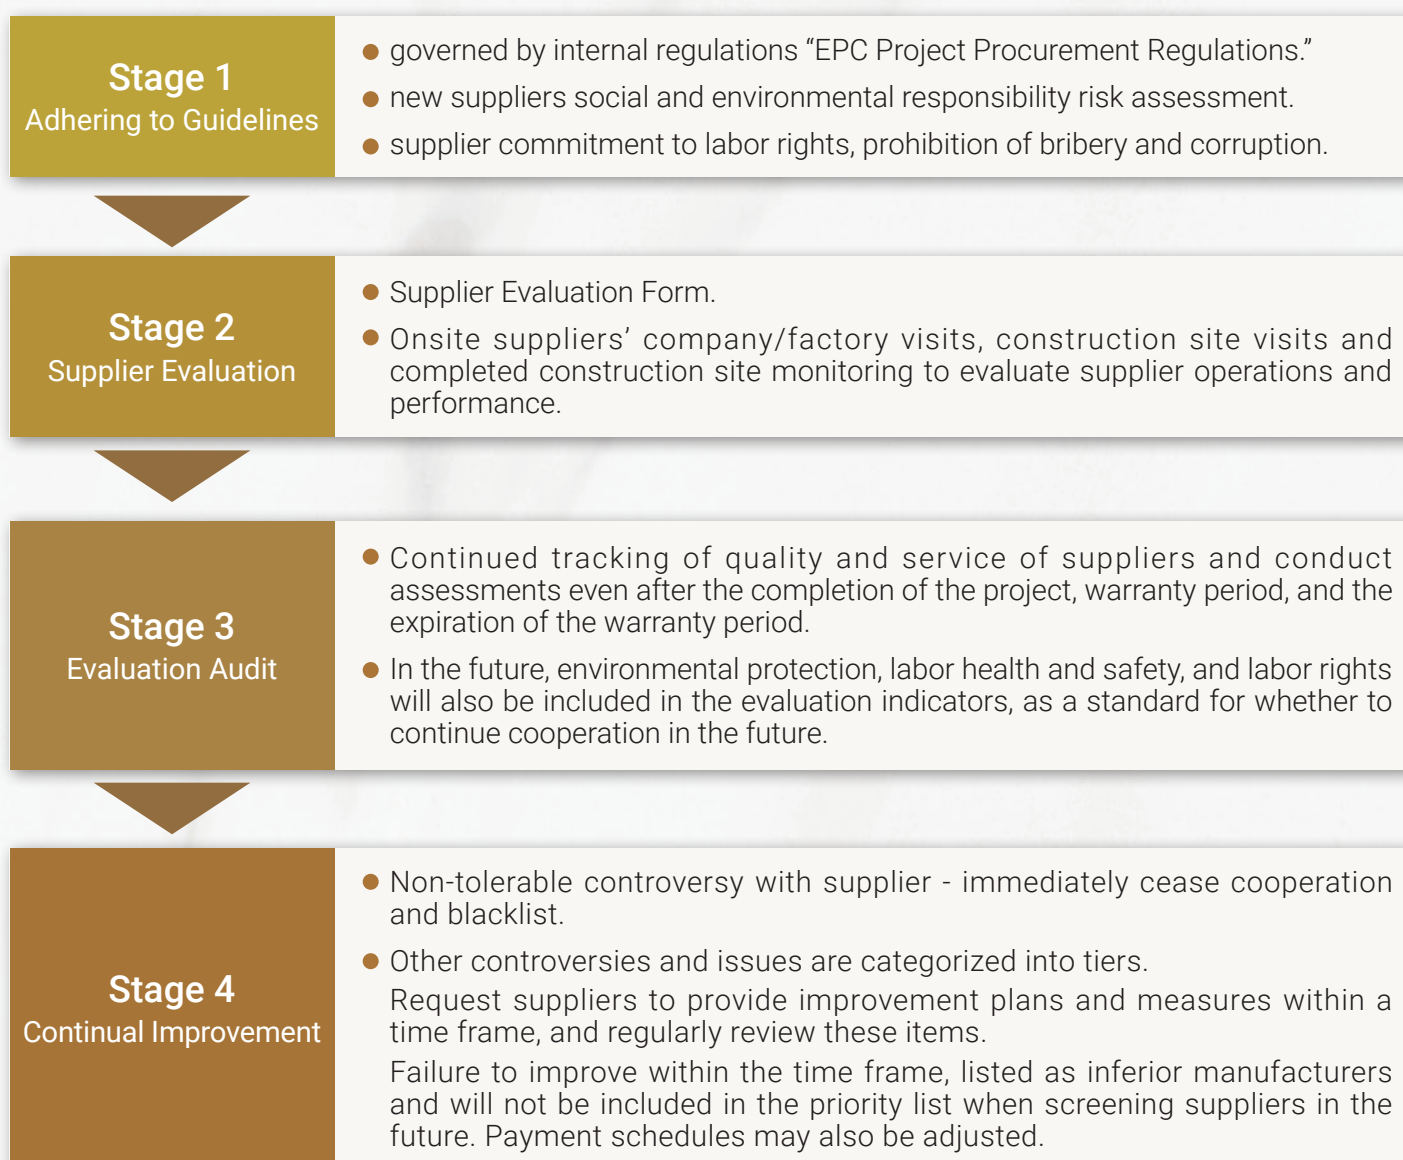 Stage 1
Adhering to Guidelines
● governed by internal regulations “EPC Project Procurement Regulations.”
● new suppliers social and environmental responsibility risk assessment.
● supplier commitment to labor rights, prohibition of bribery and corruption.
Stage 2
Supplier Evaluation
● Supplier Evaluation Form.
● Onsite suppliers’ company/factory visits, construction site visits and
completed construction site monitoring to evaluate supplier operations and
performance.
Stage 3
Evaluation Audit
● Continued tracking of quality and service of suppliers and conduct
assessments even after the completion of the project, warranty period, and the
expiration of the warranty period.
● In the future, environmental protection, labor health and safety, and labor rights
will also be included in the evaluation indicators, as a standard for whether to
continue cooperation in the future.
Stage 4
Continual Improvement
● Non-tolerable controversy with supplier - immediately cease cooperation
and blacklist.
● Other controversies and issues are categorized into tiers.
Request suppliers to provide improvement plans and measures within a
time frame, and regularly review these items.
Failure to improve within the time frame, listed as inferior manufacturers
and will not be included in the priority list when screening suppliers in the
future. Payment schedules may also be adjusted.